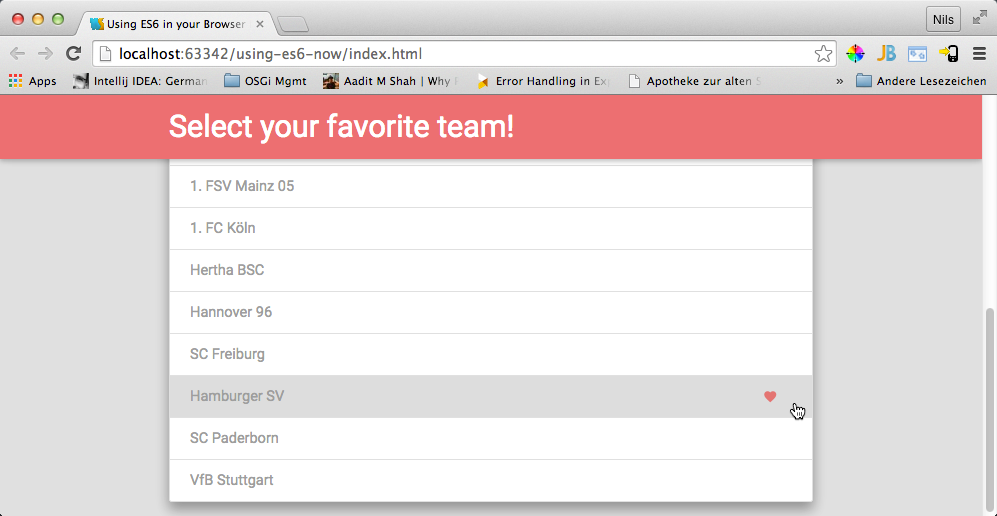 Using ES6 in your Browser
Nils
localhost:63342/using-es6-now/index.html
Apps
Intellij IDEA: German
OSGi Mgmt
Aadit M Shah | Why
Error Handling in Exp
Apotheke zur alten
»
Andere Lesezeichen
Select your favorite team!
1. FSV Mainz 05
1. FC Köln
Hertha BSC
Hannover 96
SC Freiburg
Hamburger SV
SC Paderborn
VfB Stuttgart